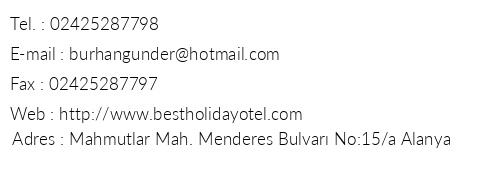 Tel. : 02425287798
E-mail : burhangunder@hotmail.com
Fax : 02425287797
Web : http://www.bestholidayotel.com
Adres : Mahmutlar Mah. Menderes Bulvarı No:15/a Alanya